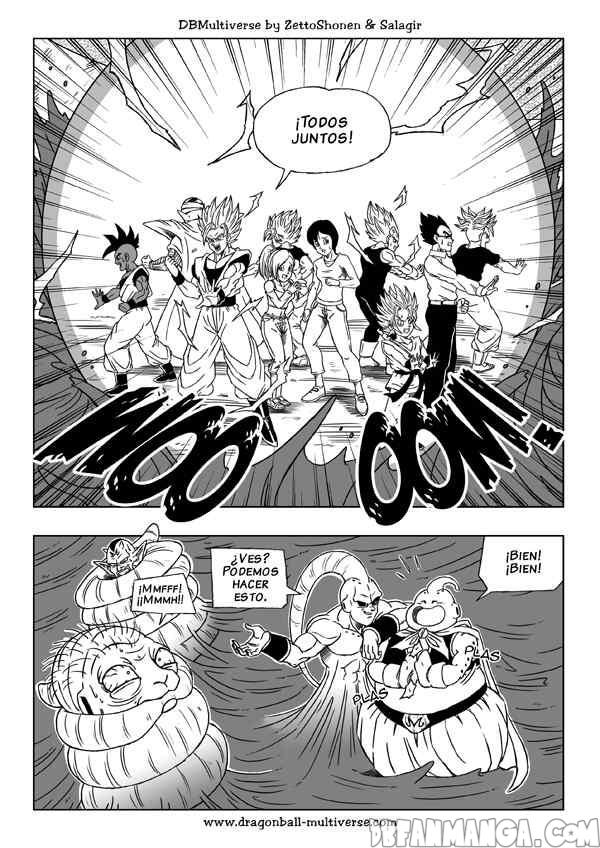 DBMultiverse by ZettoShonen & Salagir
¡TODOS
JUNTOS!
WOO
OOM!
¡MMFFF!
¡¡MMMH!!
¿VES?
PODEMOS
HACER
ESTO.
¡BIEN!
¡BIEN!
PLAS
PLAS
M
www.dragonball-multiverse.com
DBFANMANGA.COM